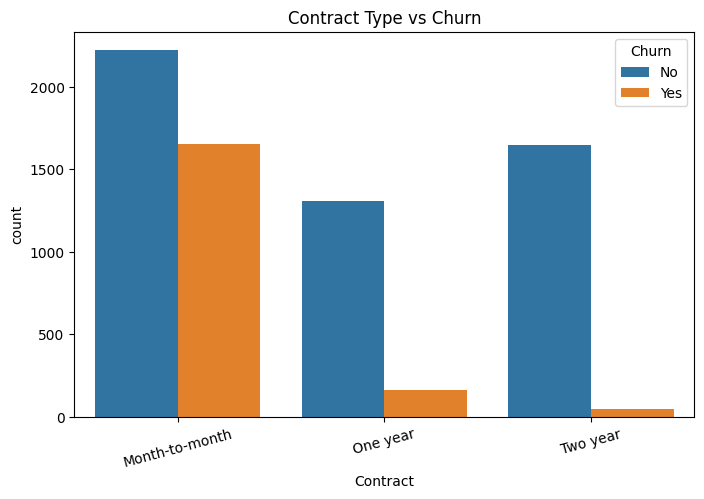 Contract Type vs Churn
Churn
No
Yes
count
2000
1500
1000
500
0
Month-to-month
One year
Two year
Contract